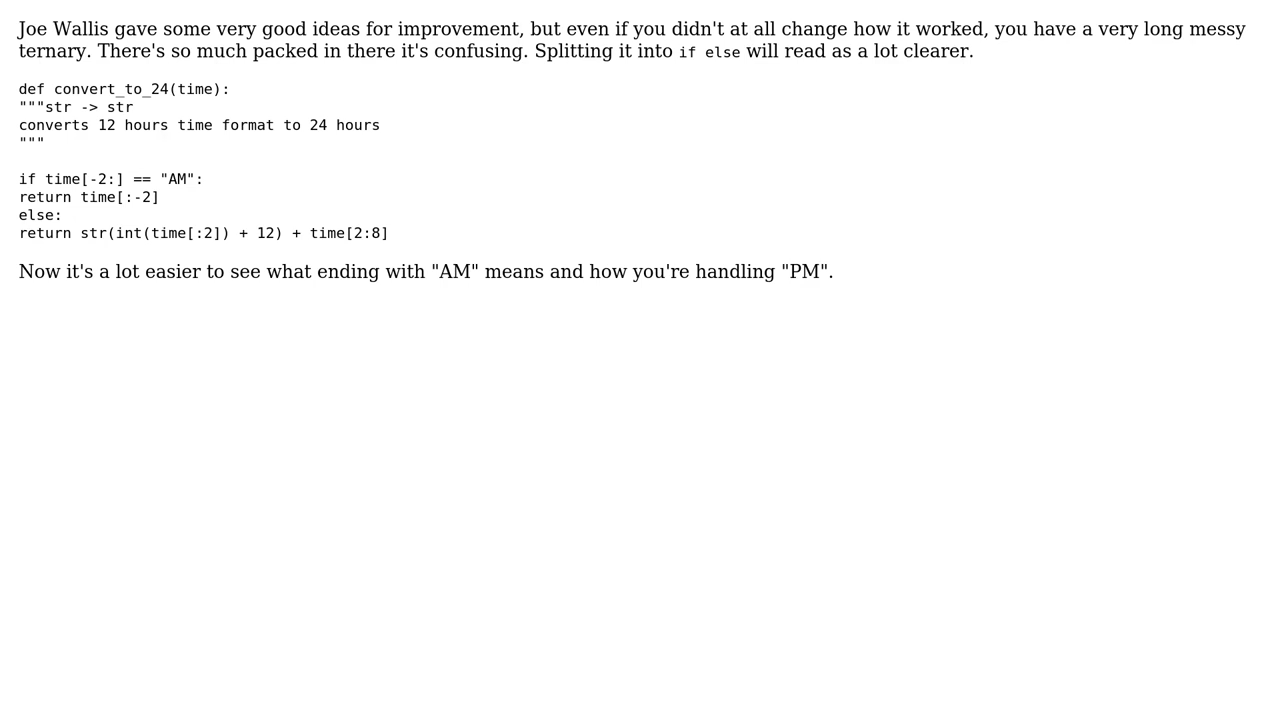 Joe Wallis gave some very good ideas for improvement, but even if you didn't at all change how it worked, you have a very long messy
ternary. There's so much packed in there it's confusing. Splitting it into if else will read as a lot clearer.
def convert_to_24(time):
"""str -> str
converts 12 hours time format to 24 hours
"""
if time[-2:] == "AM":
return time[:-2]
else:
return str(int(time[:2]) + 12) + time[2:8]
Now it's a lot easier to see what ending with "AM" means and how you're handling "PM".